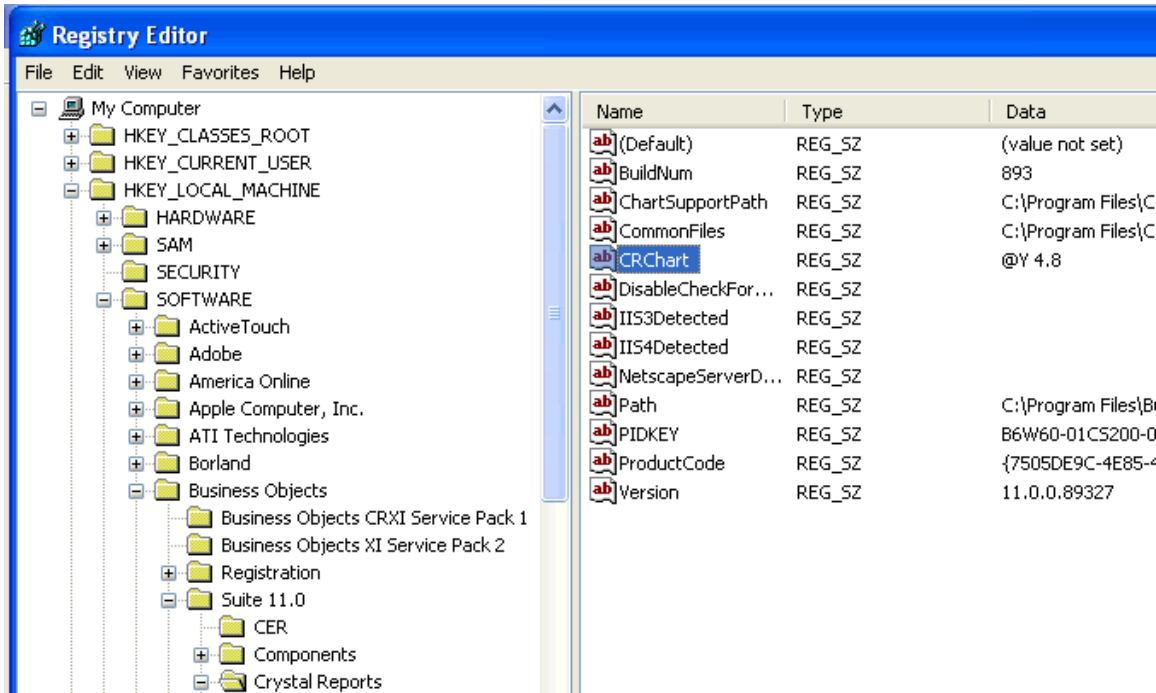 Registry Editor
File Edit View Favorites Help
My Computer
HKEY_CLASSES_ROOT
HKEY_CURRENT_USER
HKEY_LOCAL_MACHINE
HARDWARE
SAM
SECURITY
SOFTWARE
ActiveTouch
Adobe
America Online
Apple Computer, Inc.
ATI Technologies
Borland
Business Objects
Business Objects CRXI Service Pack 1
Business Objects XI Service Pack 2
Registration
Suite 11.0
CER
Components
Crystal Reports
Name Type Data
(Default) REG_SZ (value not set)
BuildNum REG_SZ 893
ChartSupportPath REG_SZ C:\Program Files\C
CommonFiles REG_SZ C:\Program Files\C
CRChart REG_SZ @Y 4.8
DisableCheckFor... REG_SZ
IIS3Detected REG_SZ
IIS4Detected REG_SZ
NetscapeServerD... REG_SZ
Path REG_SZ C:\Program Files\Bu
PIDKEY REG_SZ B6W60-01CS200-0
ProductCode REG_SZ {7505DE9C-4E85-4
Version REG_SZ 11.0.0.89327